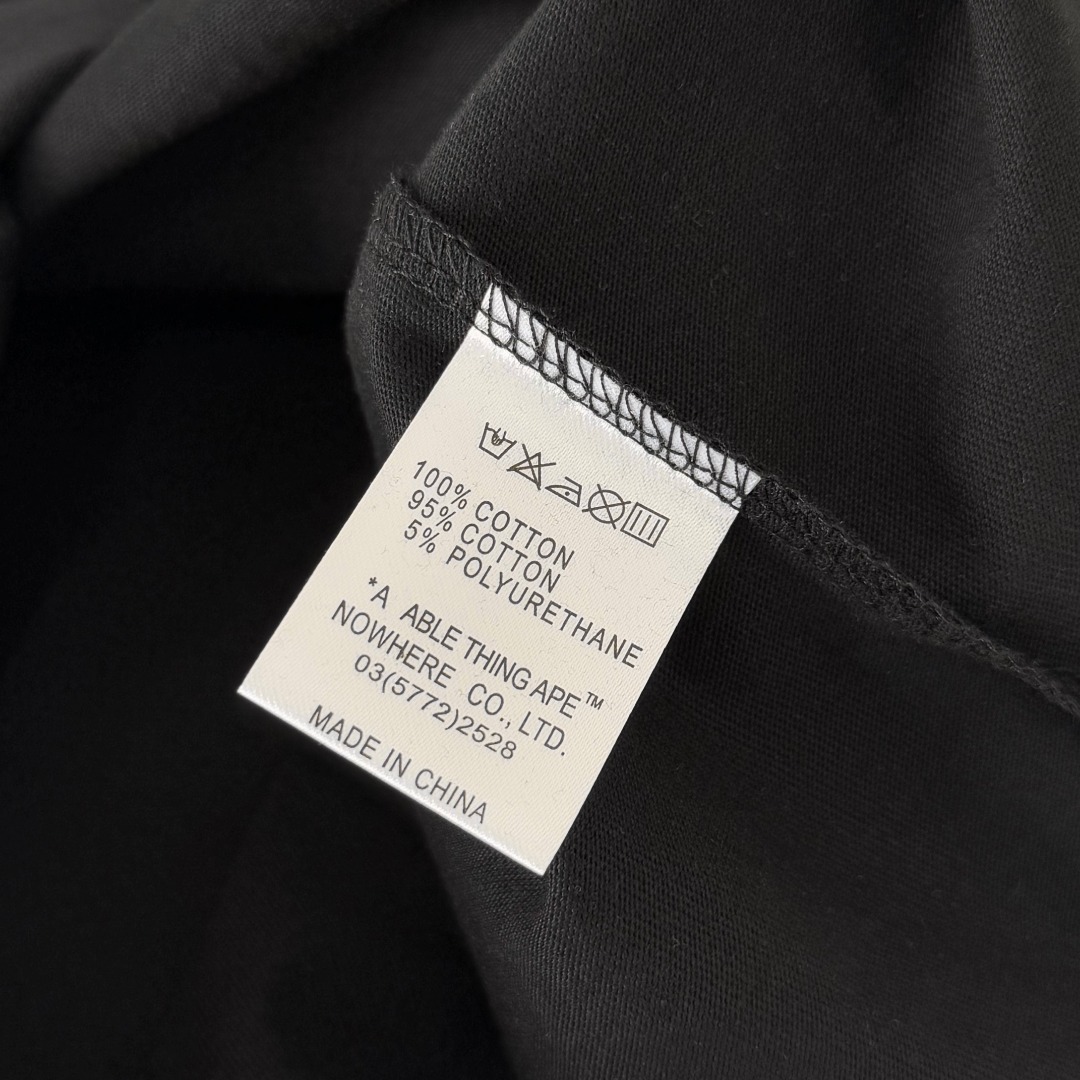 100% COTTON
95% COTTON
5% POLYURETHANE
*A ABLE THING APE™
NOWHERE CO., LTD.
03(5772)2528
MADE IN CHINA